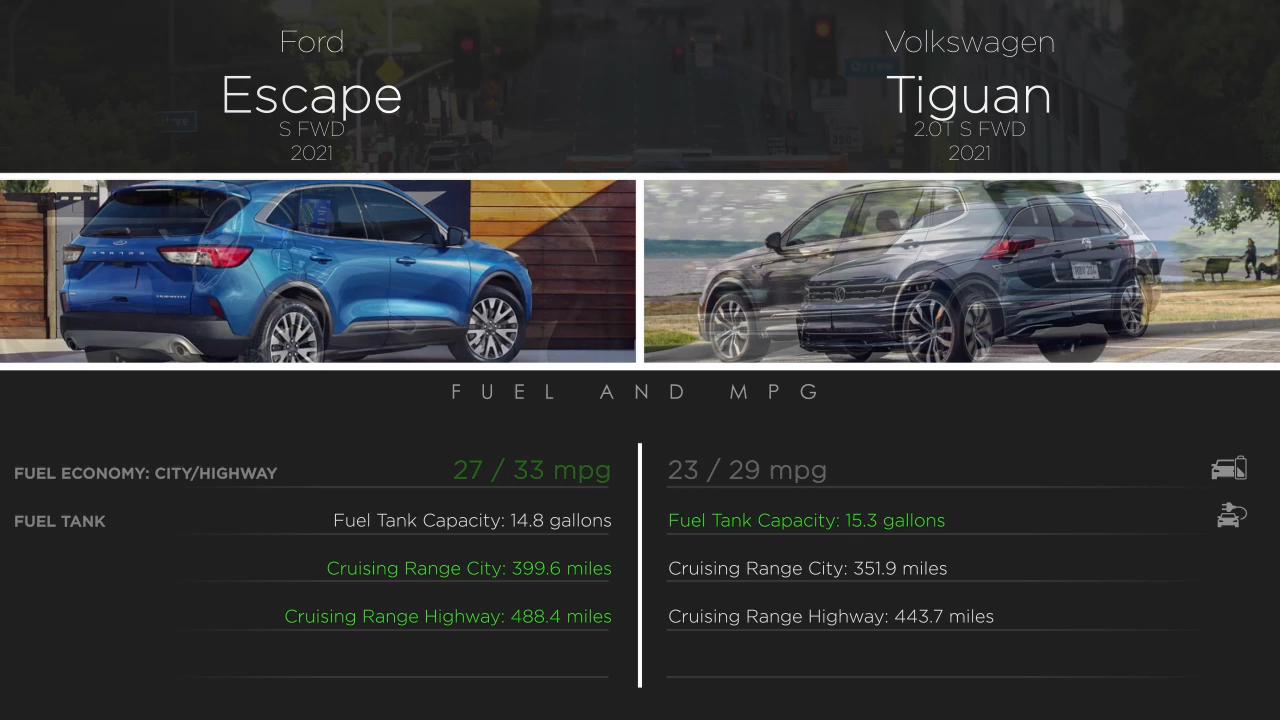 Ford
Escape
S FWD
2021
Volkswagen
Tiguan
2.0T S FWD
2021
FUEL AND MPG
FUEL ECONOMY: CITY/HIGHWAY
27 / 33 mpg
23 / 29 mpg
FUEL TANK
Fuel Tank Capacity: 14.8 gallons
Fuel Tank Capacity: 15.3 gallons
Cruising Range City: 399.6 miles
Cruising Range City: 351.9 miles
Cruising Range Highway: 488.4 miles
Cruising Range Highway: 443.7 miles